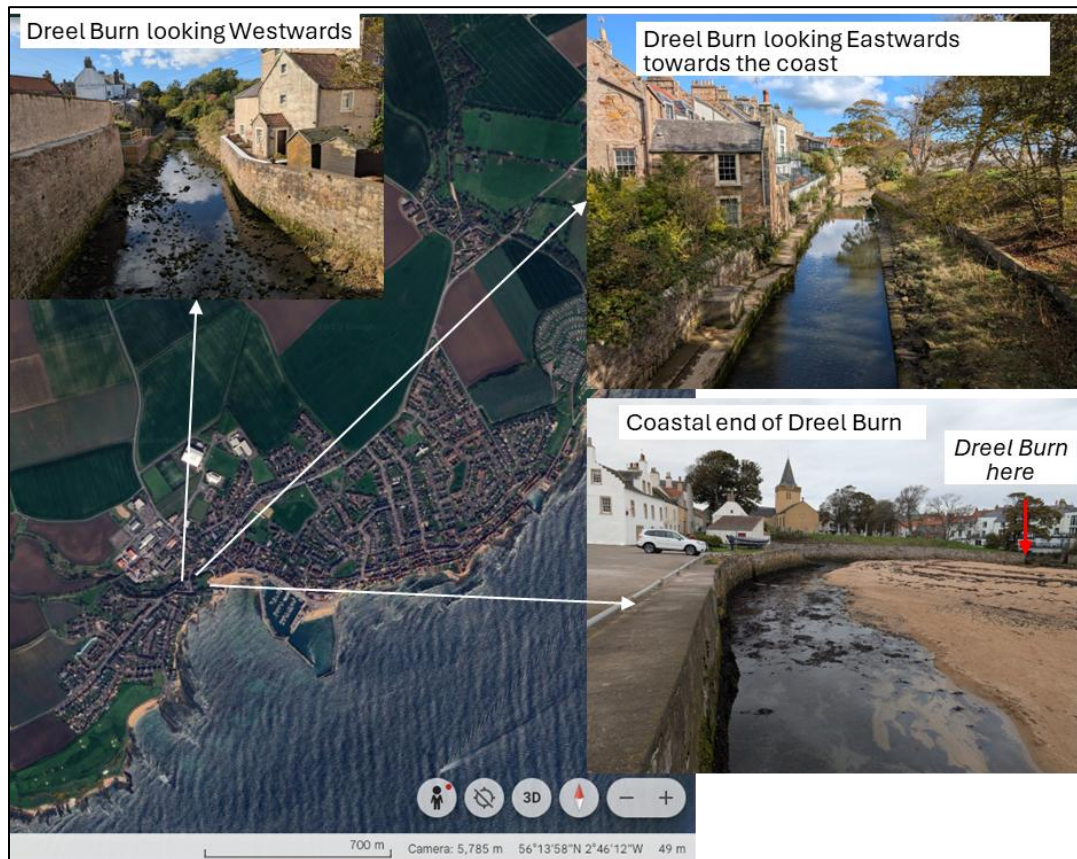 Dreel Burn looking Westwards
Dreel Burn looking Eastwards
towards the coast
Coastal end of Dreel Burn
Dreel Burn
here
3D
700 m
Camera: 5,785 m 56°13'58"N 2°46'12"W 49 m